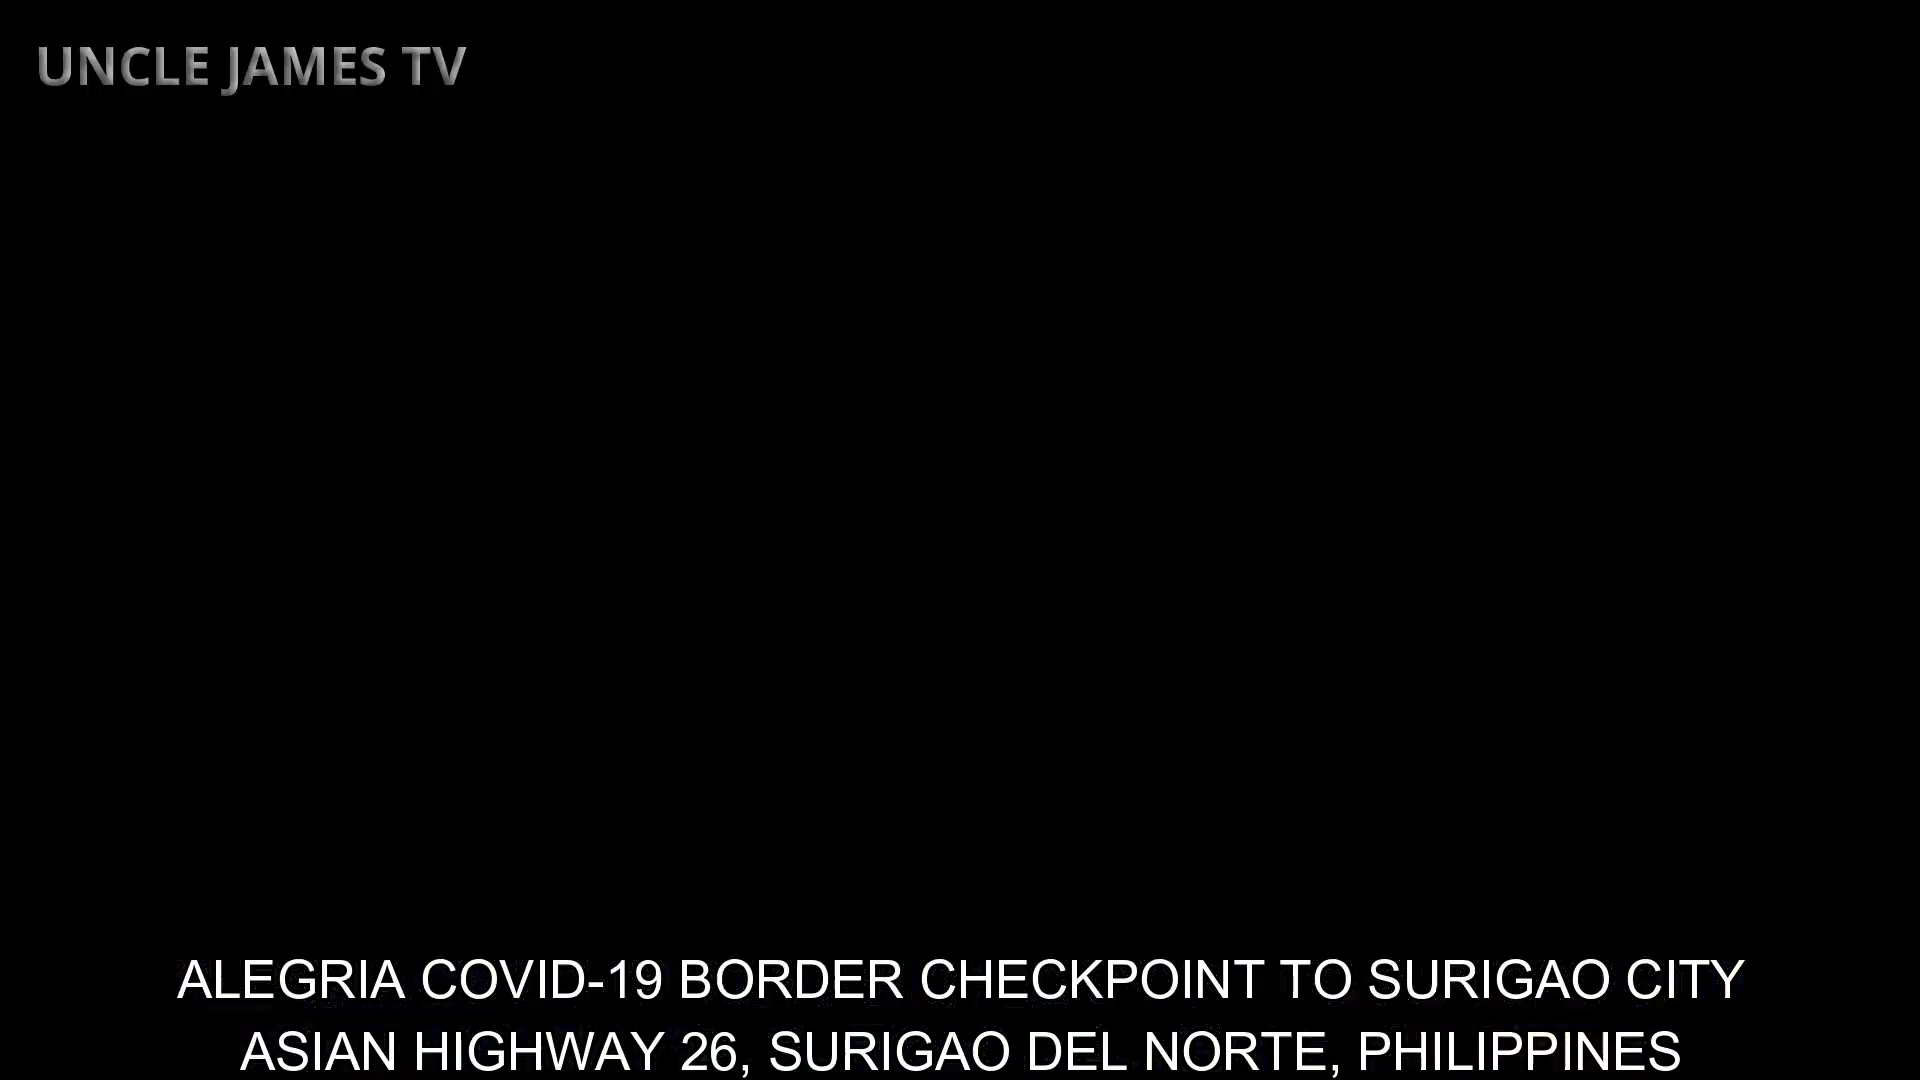 UNCLE JAMES TV
ALEGRIA COVID-19 BORDER CHECKPOINT TO SURIGAO CITY
ASIAN HIGHWAY 26, SURIGAO DEL NORTE, PHILIPPINES